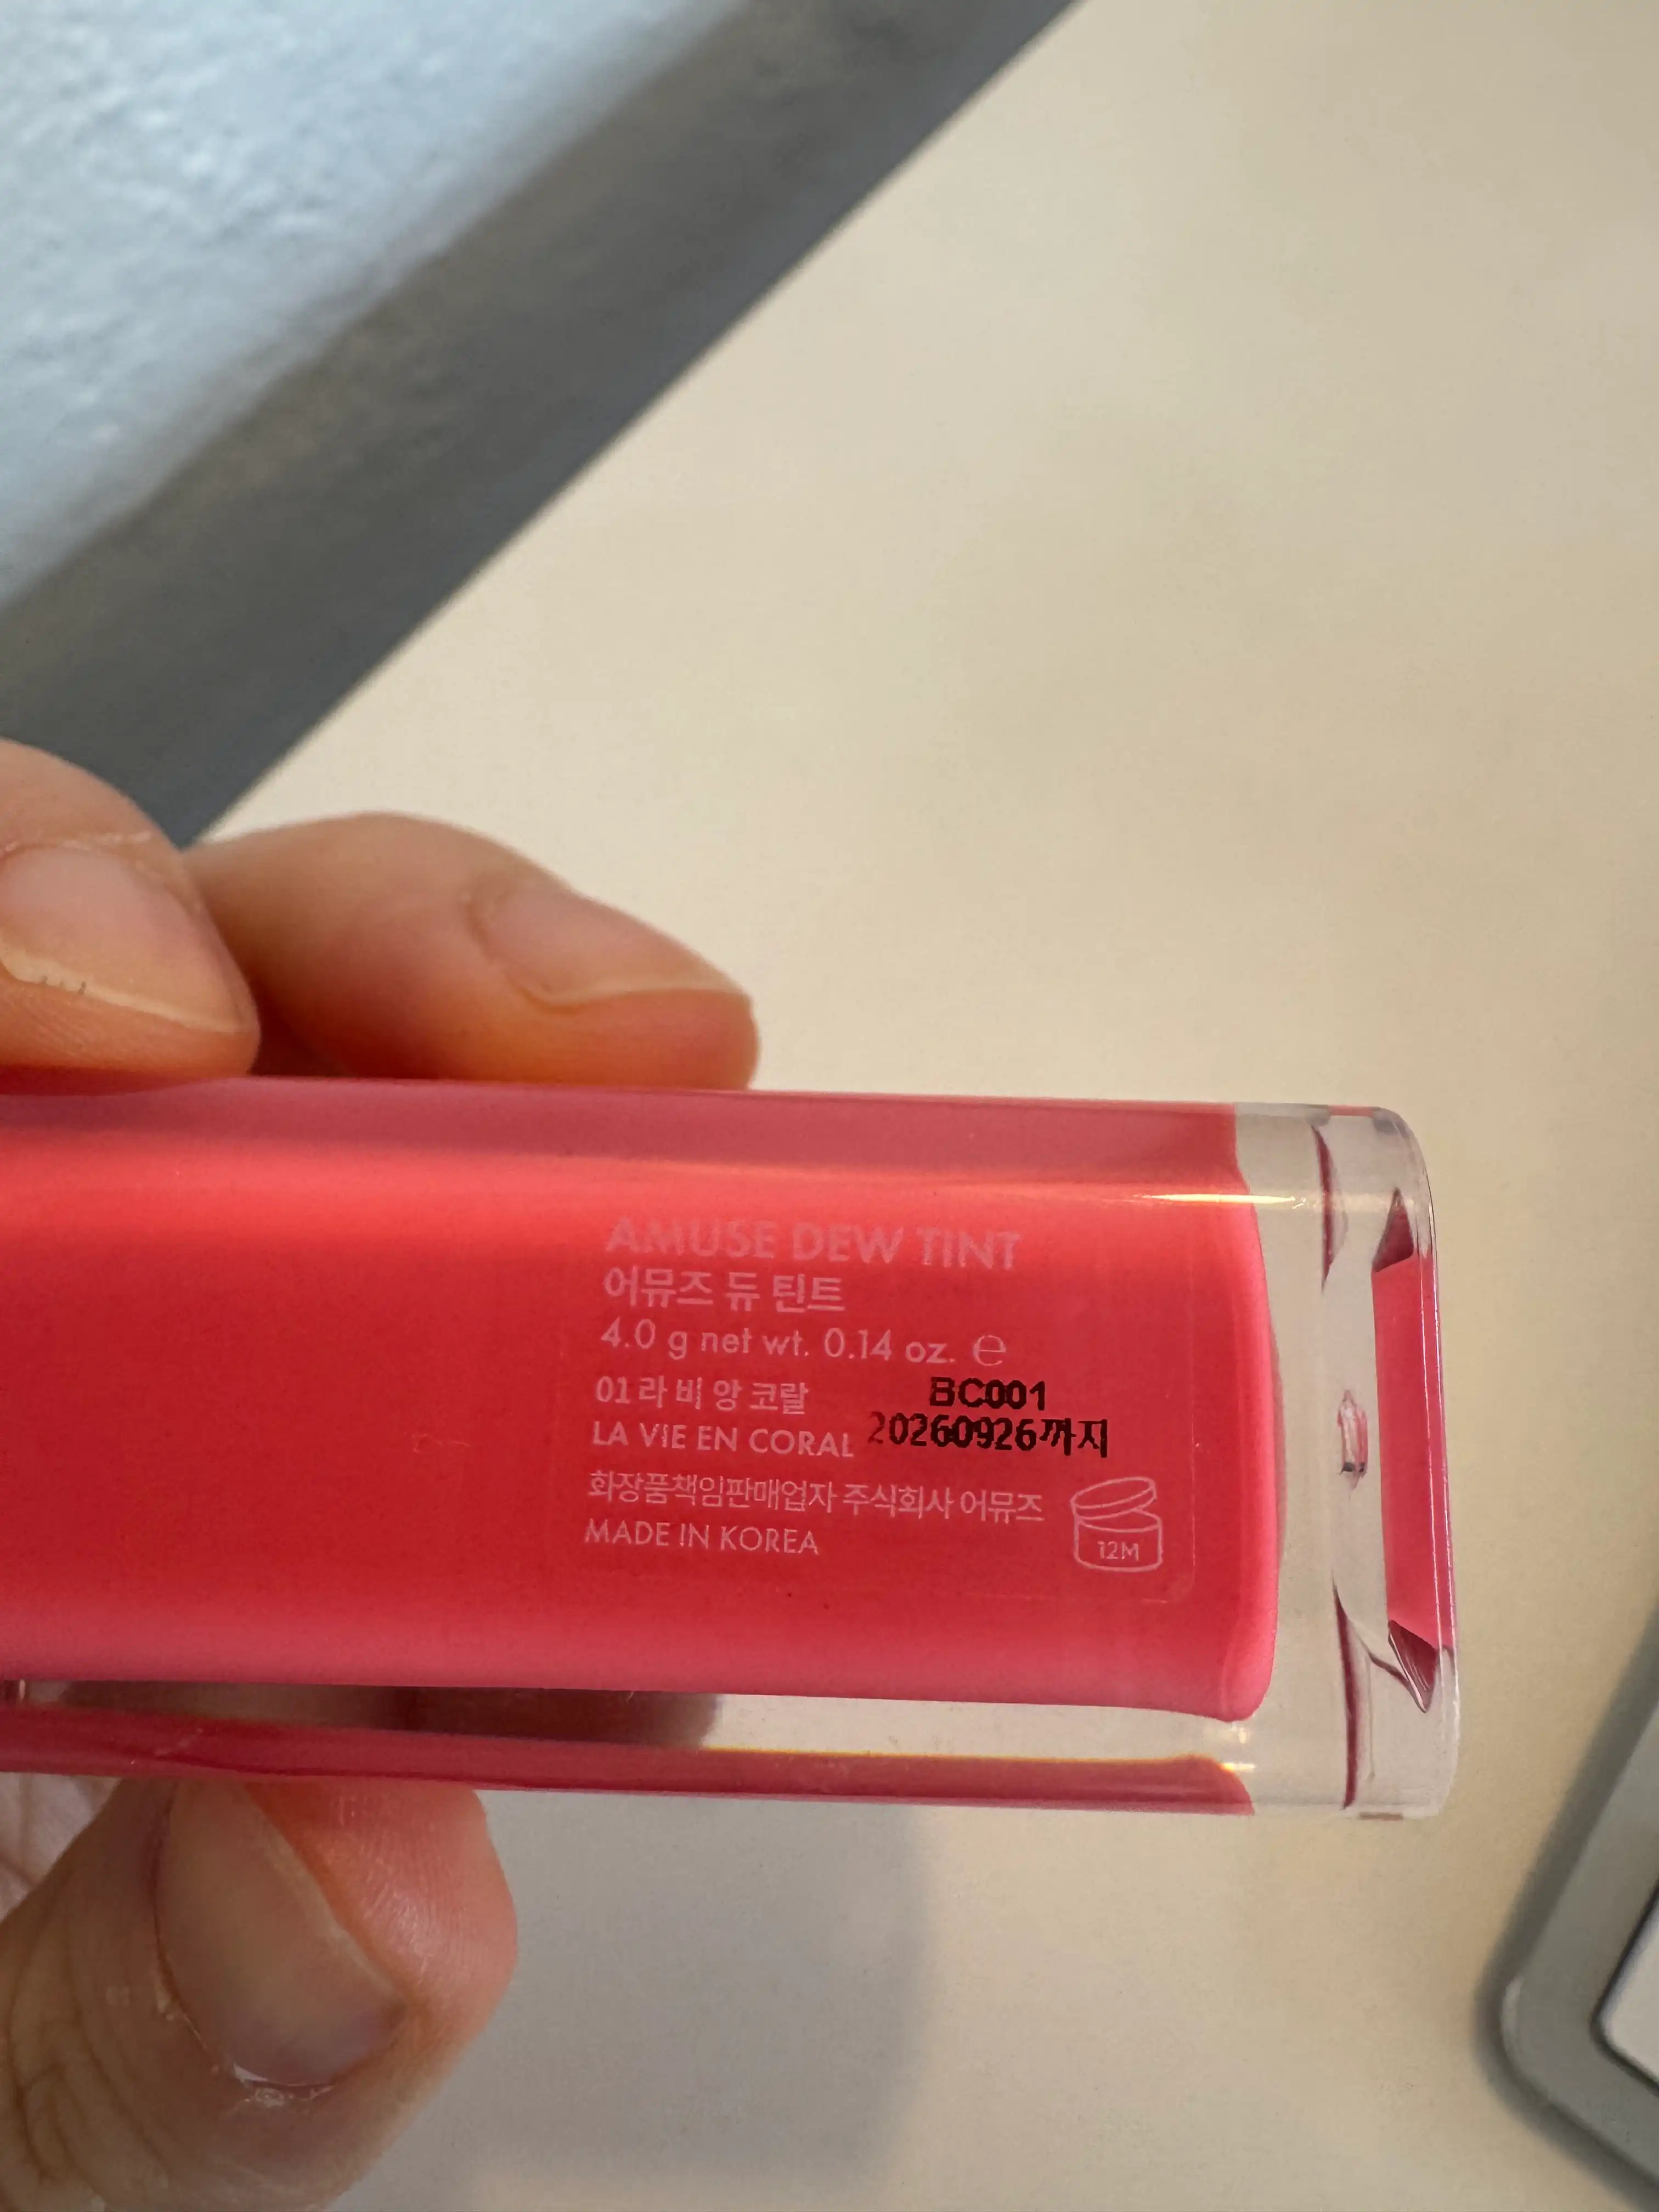 AMUSE DEW TINT
어뮤즈 듀 틴트
4.0 g net wt. 0.14 oz. ℮
01 라 비 앙 코랄
LA VIE EN CORAL
BC001
20260926까지
화장품책임판매업자 주식회사 어뮤즈
MADE IN KOREA
12M